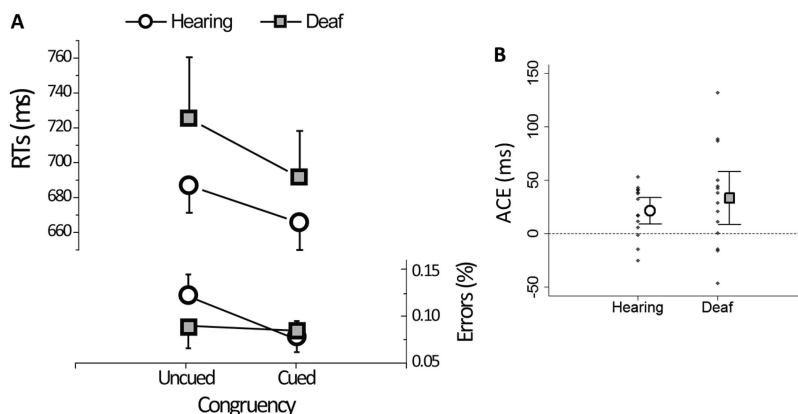 A
Hearing
Deaf
RTs (ms)
760
740
720
700
680
660
0.15
0.10
0.05
Errors (%)
Uncued
Cued
Congruency
B
ACE (ms)
150
100
50
0
-50
Hearing
Deaf